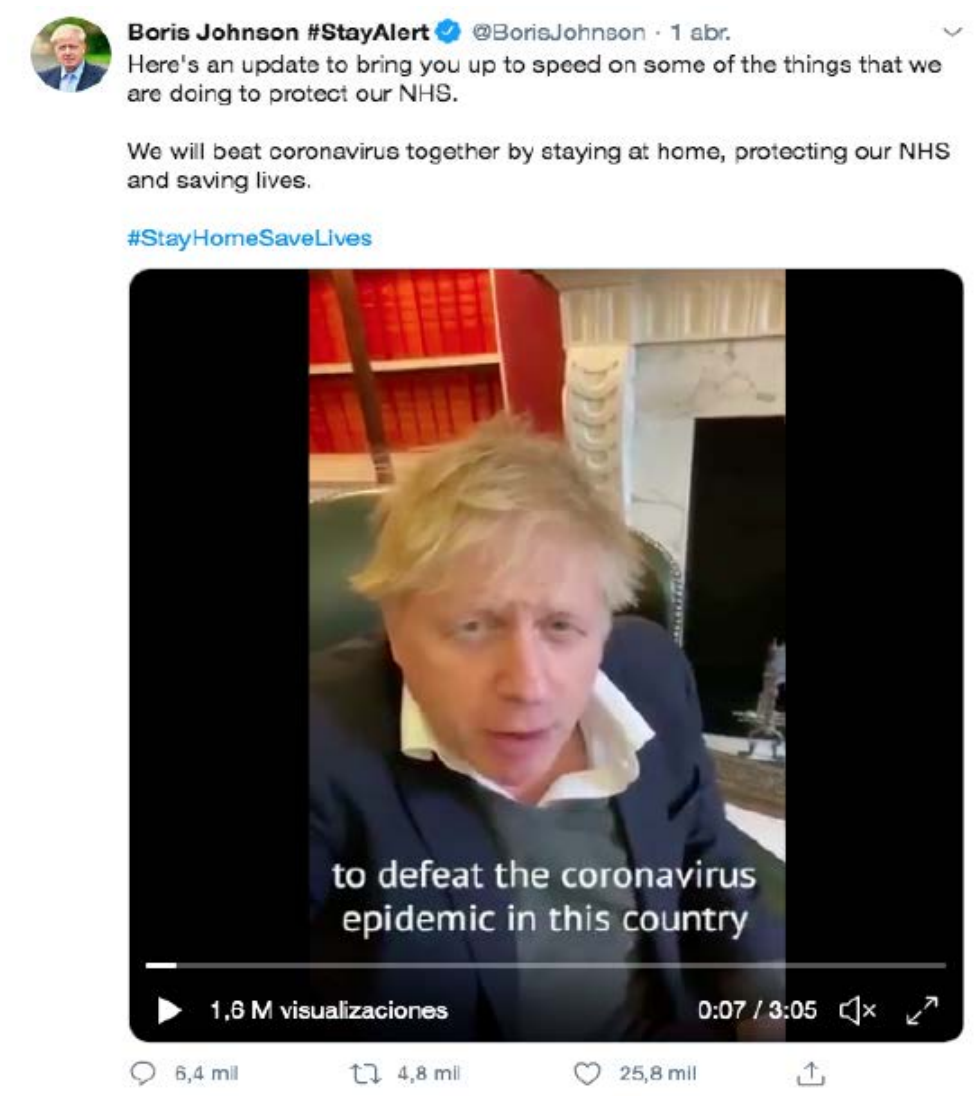 Boris Johnson #StayAlert @BorisJohnson · 1 abr.
Here's an update to bring you up to speed on some of the things that we
are doing to protect our NHS.
We will beat coronavirus together by staying at home, protecting our NHS
and saving lives.
#StayHomeSaveLives
to defeat the coronavirus
epidemic in this country
1,6 M visualizaciones 0:07 / 3:05
6,4 mil 4,8 mil 25,8 mil